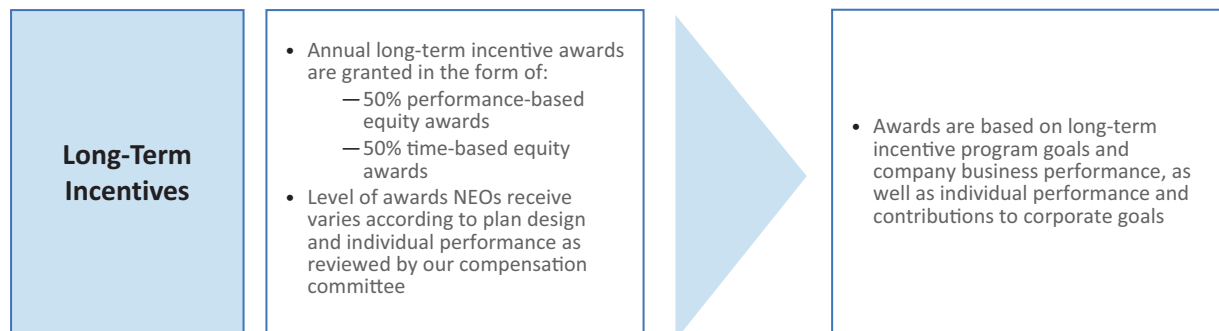 Long-Term
Incentives
• Annual long-term incentive awards
are granted in the form of:
—50% performance-based
equity awards
—50% time-based equity
awards
• Level of awards NEOs receive
varies according to plan design
and individual performance as
reviewed by our compensation
committee
• Awards are based on long-term
incentive program goals and
company business performance, as
well as individual performance and
contributions to corporate goals